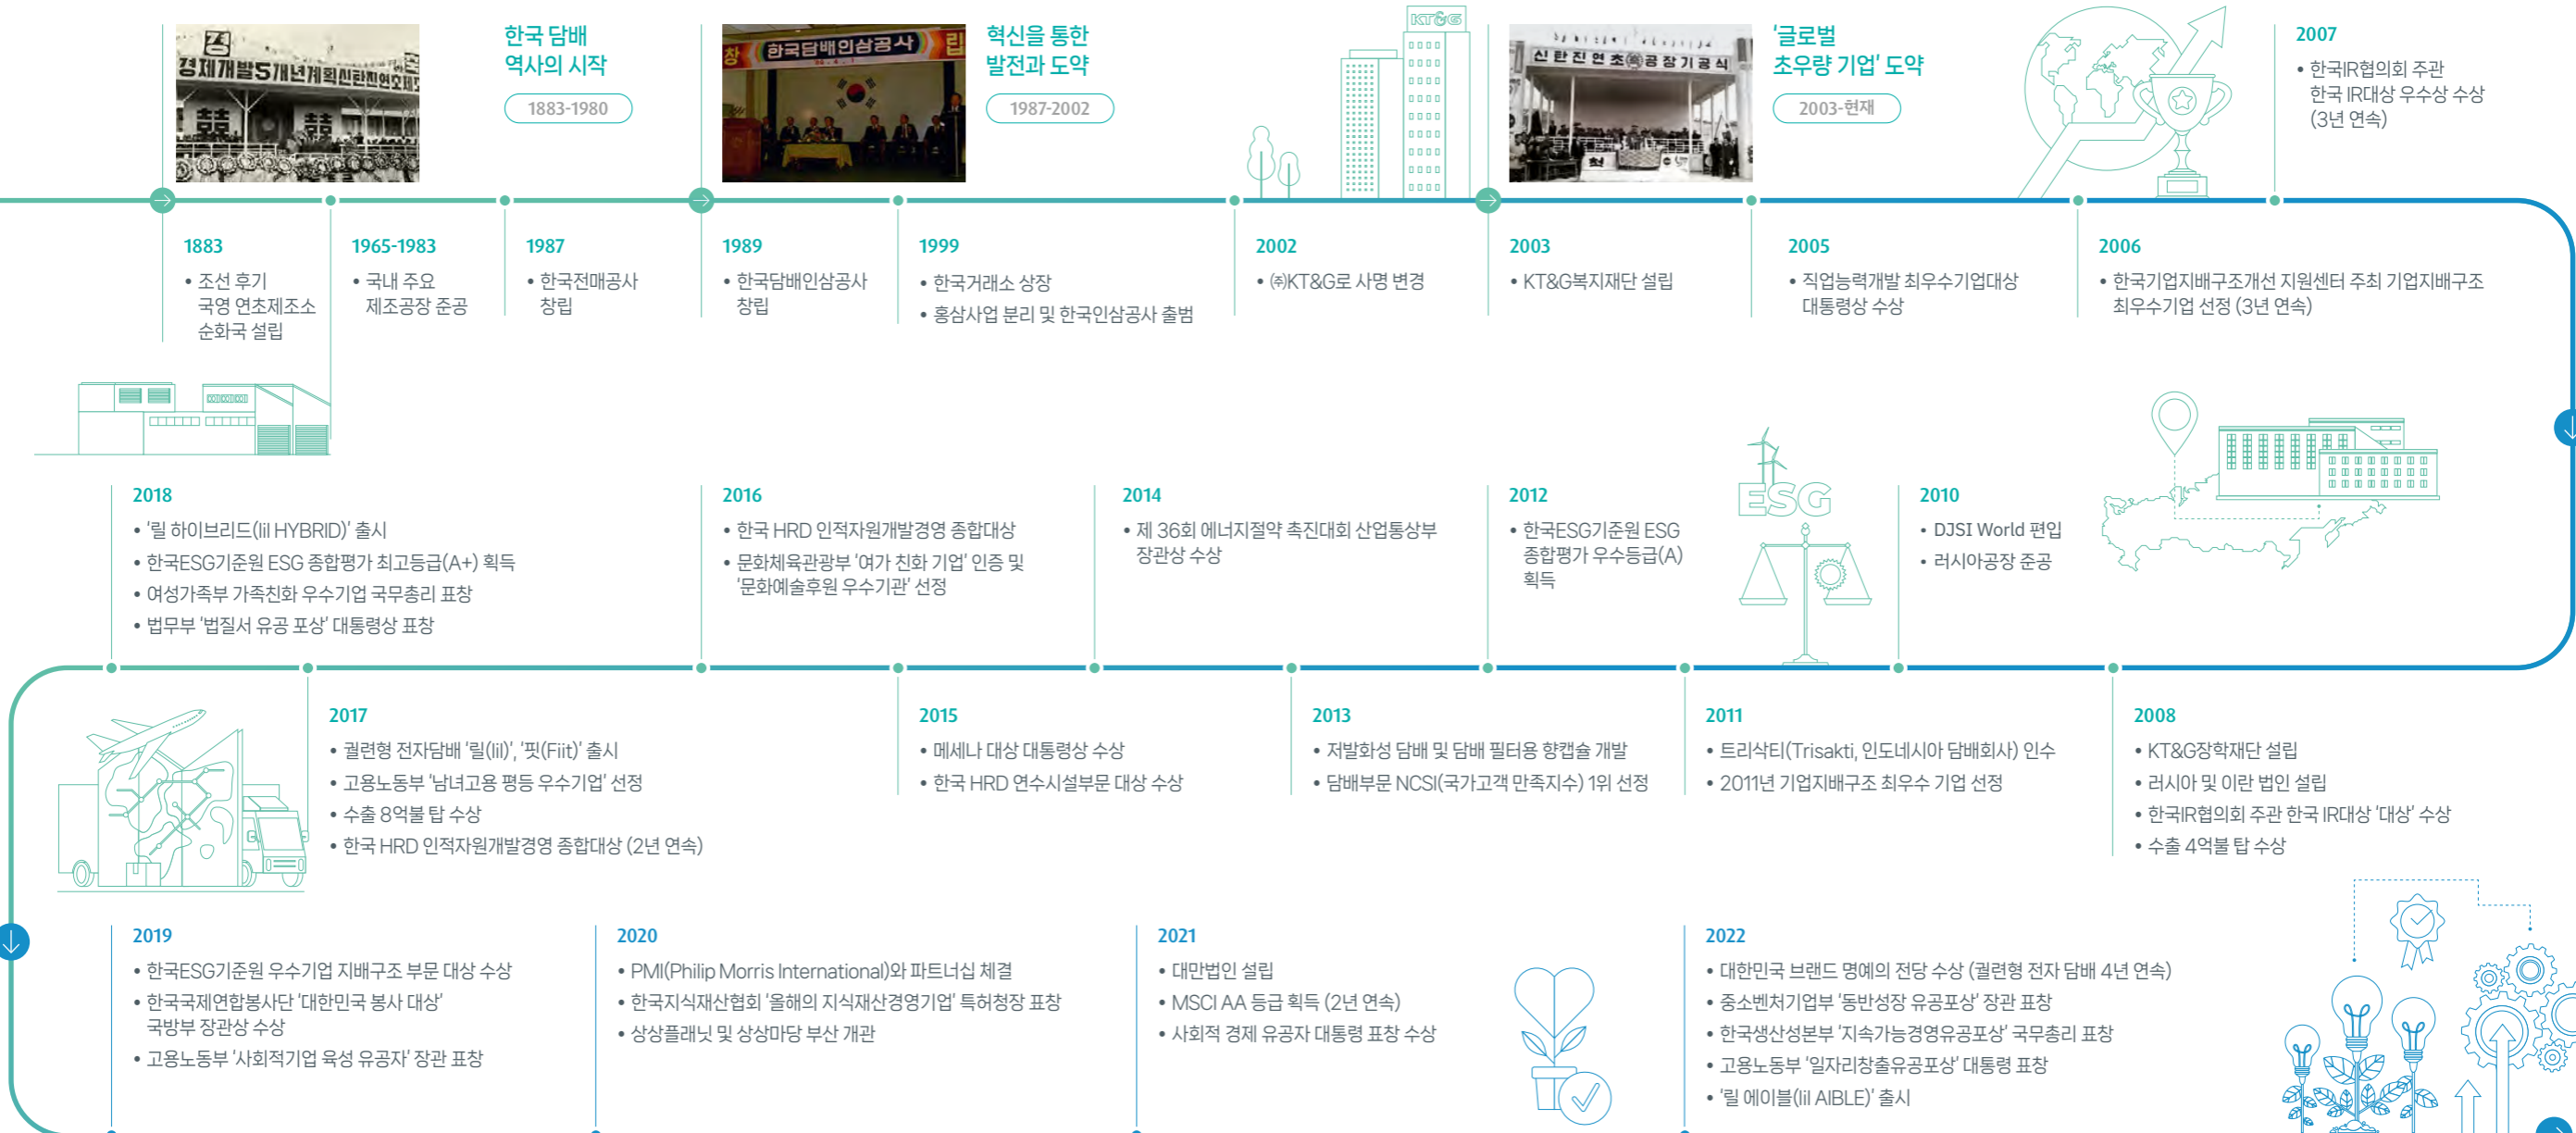 한국 담배
역사의 시작
1883-1980
경제개발5개년계획신탄진연초제조
혁신을 통한
발전과 도약
1987-2002
창 한국담배인삼공사 립
KT&G
'글로벌
초우량 기업' 도약
2003-현재
신탄진연초공장기공식
2007
• 한국IR협의회 주관
한국 IR대상 우수상 수상
(3년 연속)
1883
• 조선 후기
국영 연초제조소
순화국 설립
1965-1983
• 국내 주요
제조공장 준공
1987
• 한국전매공사
창립
1989
• 한국담배인삼공사
창립
1999
• 한국거래소 상장
• 홍삼사업 분리 및 한국인삼공사 출범
2002
• ㈜KT&G로 사명 변경
2003
• KT&G복지재단 설립
2005
• 직업능력개발 최우수기업대상
대통령상 수상
2006
• 한국기업지배구조개선 지원센터 주최 기업지배구조
최우수기업 선정 (3년 연속)
2018
• '릴 하이브리드(lil HYBRID)' 출시
• 한국ESG기준원 ESG 종합평가 최고등급(A+) 획득
• 여성가족부 가족친화 우수기업 국무총리 표창
• 법무부 '법질서 유공 포상' 대통령상 표창
2016
• 한국 HRD 인적자원개발경영 종합대상
• 문화체육관광부 '여가 친화 기업' 인증 및
'문화예술후원 우수기관' 선정
2014
• 제 36회 에너지절약 촉진대회 산업통상부
장관상 수상
2012
• 한국ESG기준원 ESG
종합평가 우수등급(A)
획득
ESG
2010
• DJSI World 편입
• 러시아공장 준공
2017
• 궐련형 전자담배 '릴(lil)', '핏(Fiit)' 출시
• 고용노동부 '남녀고용 평등 우수기업' 선정
• 수출 8억불 탑 수상
• 한국 HRD 인적자원개발경영 종합대상 (2년 연속)
2015
• 메세나 대상 대통령상 수상
• 한국 HRD 연수시설부문 대상 수상
2013
• 저발화성 담배 및 담배 필터용 향캡슐 개발
• 담배부문 NCSI(국가고객 만족지수) 1위 선정
2011
• 트리삭티(Trisakti, 인도네시아 담배회사) 인수
• 2011년 기업지배구조 최우수 기업 선정
2008
• KT&G장학재단 설립
• 러시아 및 이란 법인 설립
• 한국IR협의회 주관 한국 IR대상 '대상' 수상
• 수출 4억불 탑 수상
2019
• 한국ESG기준원 우수기업 지배구조 부문 대상 수상
• 한국국제연합봉사단 '대한민국 봉사 대상'
국방부 장관상 수상
• 고용노동부 '사회적기업 육성 유공자' 장관 표창
2020
• PMI(Philip Morris International)와 파트너십 체결
• 한국지식재산협회 '올해의 지식재산경영기업' 특허청장 표창
• 상상플래닛 및 상상마당 부산 개관
2021
• 대만법인 설립
• MSCI AA 등급 획득 (2년 연속)
• 사회적 경제 유공자 대통령 표창 수상
2022
• 대한민국 브랜드 명예의 전당 수상 (궐련형 전자 담배 4년 연속)
• 중소벤처기업부 '동반성장 유공포상' 장관 표창
• 한국생산성본부 '지속가능경영유공포상' 국무총리 표창
• 고용노동부 '일자리창출유공포상' 대통령 표창
• '릴 에이블(lil AIBLE)' 출시